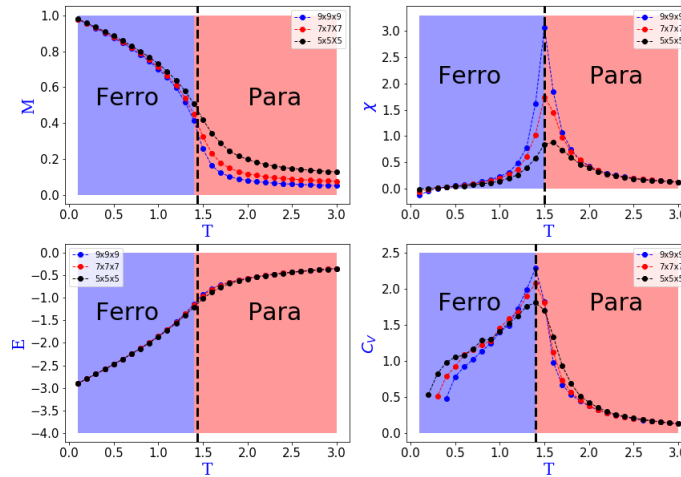 1.0
0.8
0.6
0.4
0.2
0.0
M
Ferro
Para
9x9x9
7x7X7
5x5X5
0.0 0.5 1.0 1.5 2.0 2.5 3.0
T
3.0
2.5
2.0
1.5
1.0
0.5
0.0
χ
Ferro
Para
9x9x9
7x7x7
5x5x5
0.0 0.5 1.0 1.5 2.0 2.5 3.0
T
0.0
−0.5
−1.0
−1.5
−2.0
−2.5
−3.0
−3.5
−4.0
E
9x9x9
7x7x7
5x5x5
Ferro
Para
0.0 0.5 1.0 1.5 2.0 2.5 3.0
T
2.5
2.0
1.5
1.0
0.5
0.0
C_V
Ferro
Para
9x9x9
7x7x7
5x5x5
0.0 0.5 1.0 1.5 2.0 2.5 3.0
T